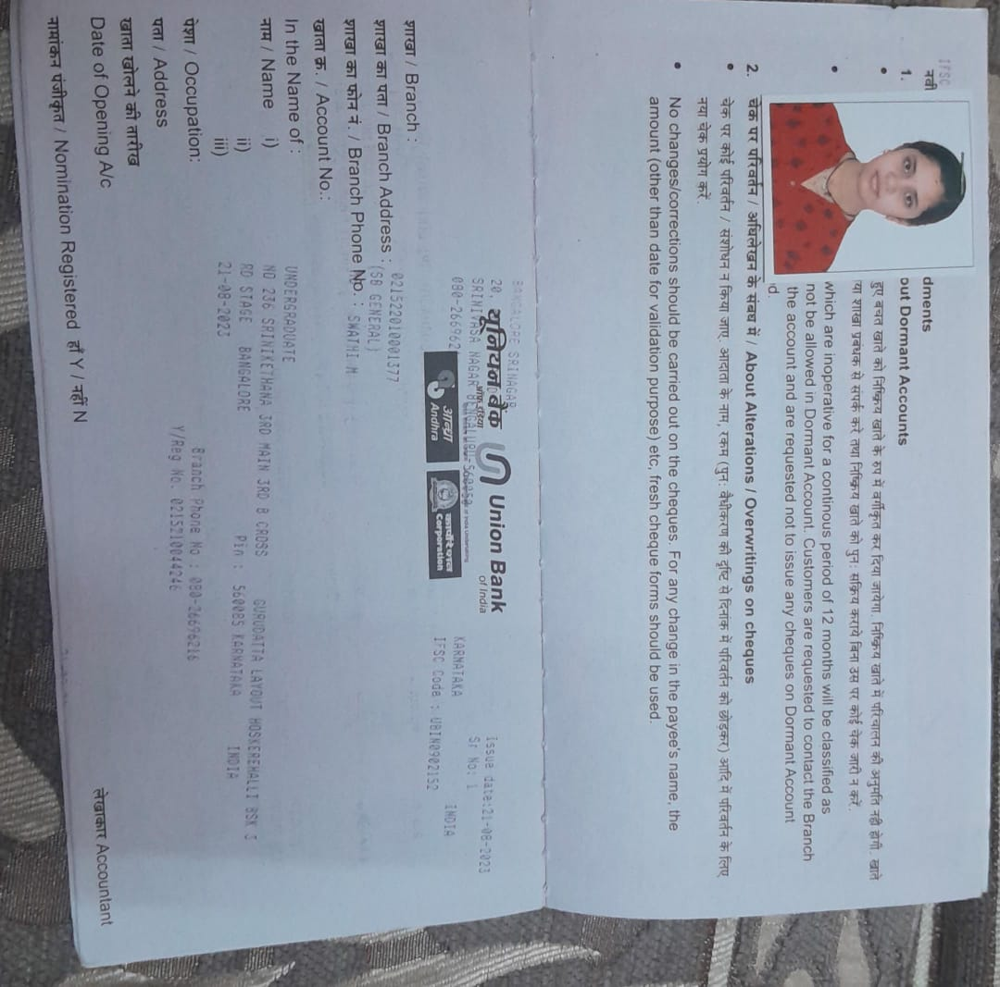 IFSC
नवी
dments
1. out Dormant Accounts
• हुए बचत खाते को निष्क्रिय खाते के रुप में वर्गीकृत कर दिया जायेगा. निष्क्रिय खाते में परिचालन की अनुमति नही होगी. खाते
या शाखा प्रबंधक से संपर्क करें तथा निष्क्रिय खाते को पुनः सक्रिय कराये बिना उस पर कोई चेक जारी न करें.
• which are inoperative for a continous period of 12 months will be classified as
not be allowed in Dormant Account. Customers are requested to contact the Branch
the account and are requested not to issue any cheques on Dormant Account
d.
2. चेक पर परिवर्तन / अधिलेखन के संबध में / About Alterations / Overwritings on cheques
• चेक पर कोई परिवर्तन / संशोधन न किया जाए. आदाता के नाम, रकम (पुनः वैधीकरण की दृष्टि से दिनांक में परिवर्तन को छोडकर) आदि में परिवर्तन के लिए
नया चेक प्रयोग करें.
• No changes/corrections should be carried out on the cheques. For any change in the payee's name, the
amount (other than date for validation purpose) etc, fresh cheque forms should be used.
BANGALORE SRINAGAR
Issue date:21-08-2023
20, यूनियन बैंक Union Bank
ऑफ इंडिया of India
Sr No: 1
SRINIVASA NAGAR BENGALURU-560050
KARNATAKA INDIA
080-266962
आन्ध्रा Andhra
कार्पोरेशन Corporation
IFSC Code : UBIN0902152
शाखा / Branch :
021522010001377
शाखा का पता / Branch Address : (SB GENERAL)
शाखा का फोन नं. / Branch Phone No. : SWATHI M
खाता क्र. / Account No.:
In the Name of : UNDERGRADUATE
नाम / Name i) NO 236 SRINIKETHANA 3RD MAIN 3RD B CROSS GURUDATTA LAYOUT HOSKEREHALLI BSK 3
ii) RD STAGE BANGALORE Pin : 560085 KARNATAKA INDIA
iii) 21-08-2023
पेशा / Occupation: Branch Phone No : 080-26696216
पता / Address Y/Reg No. 021521004​4246
खाता खोलने की तारीख
Date of Opening A/c
लेखाकार Accountant
नामांकन पंजीकृत / Nomination Registered हाँ Y / नहीं N